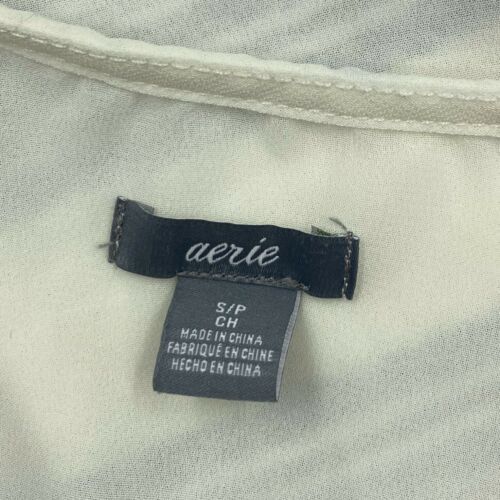 aerie
S/P
CH
MADE IN CHINA
FABRIQUÉ EN CHINE
HECHO EN CHINA